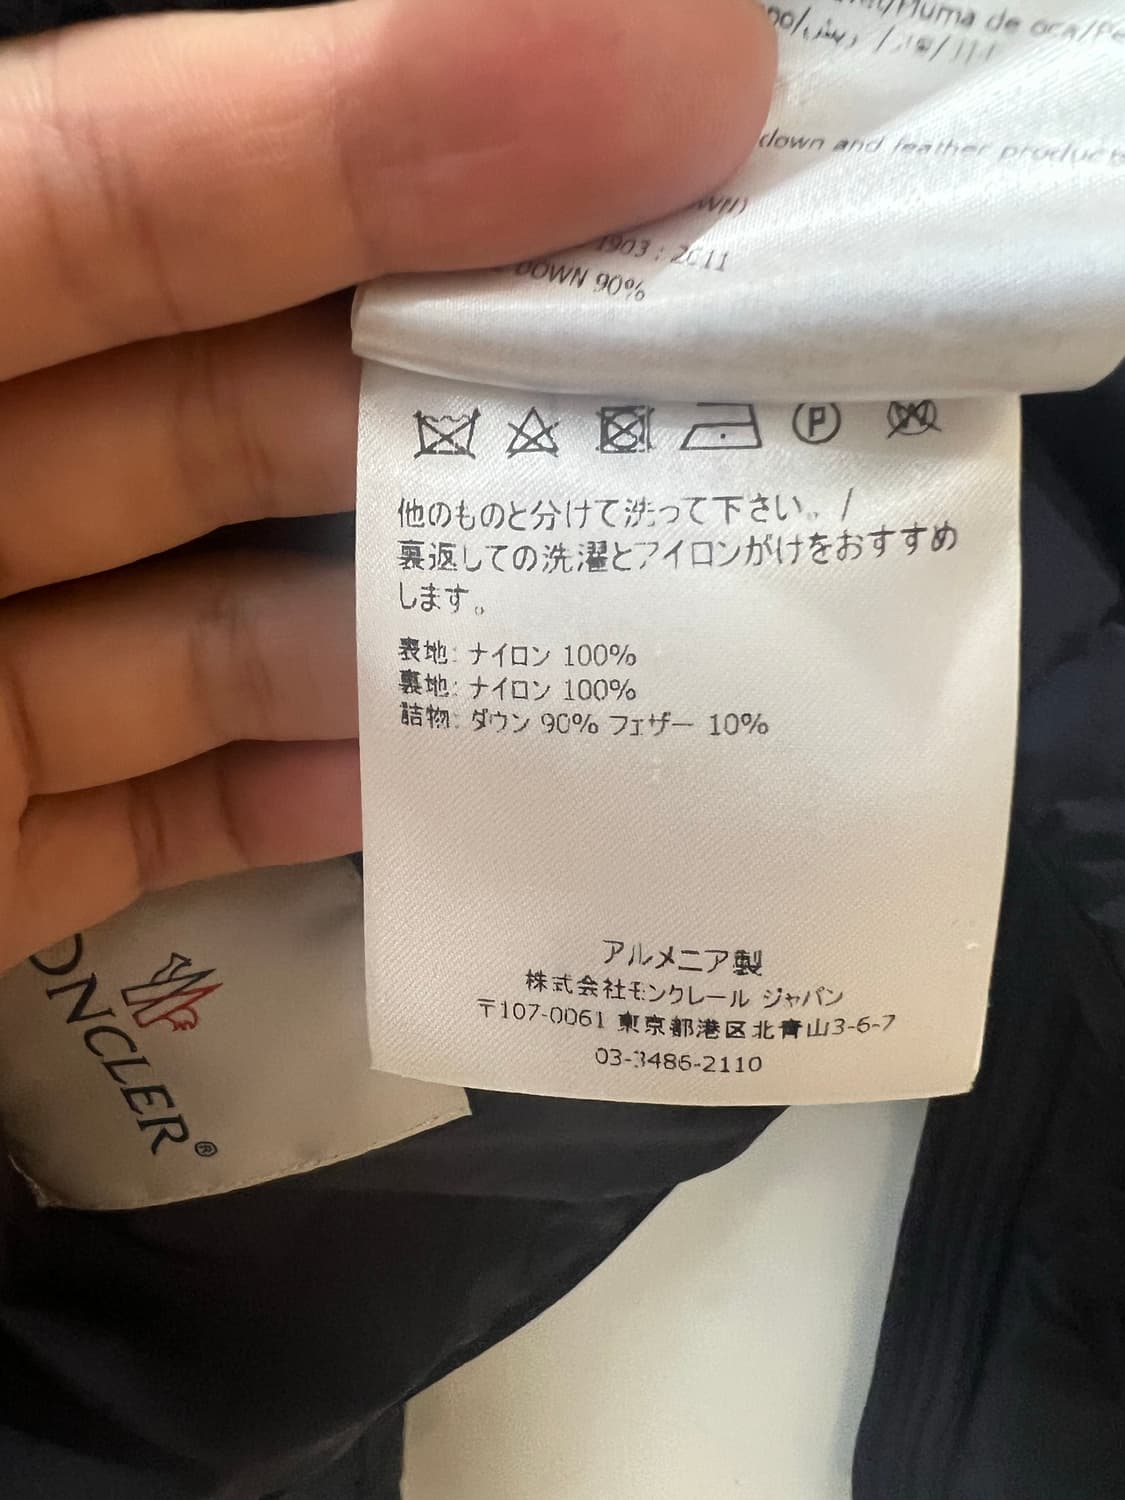 /Pluma de oca/
down and feather products
1903 : 2011
DOWN 90%
P
W
他のものと分けて洗って下さい。/
裏返しての洗濯とアイロンがけをおすすめ
します。
表地: ナイロン 100%
裏地: ナイロン 100%
詰物: ダウン 90% フェザー 10%
アルメニア製
株式会社モンクレール ジャパン
〒107-0061 東京都港区北青山3-6-7
03-3486-2110
ONCLER®